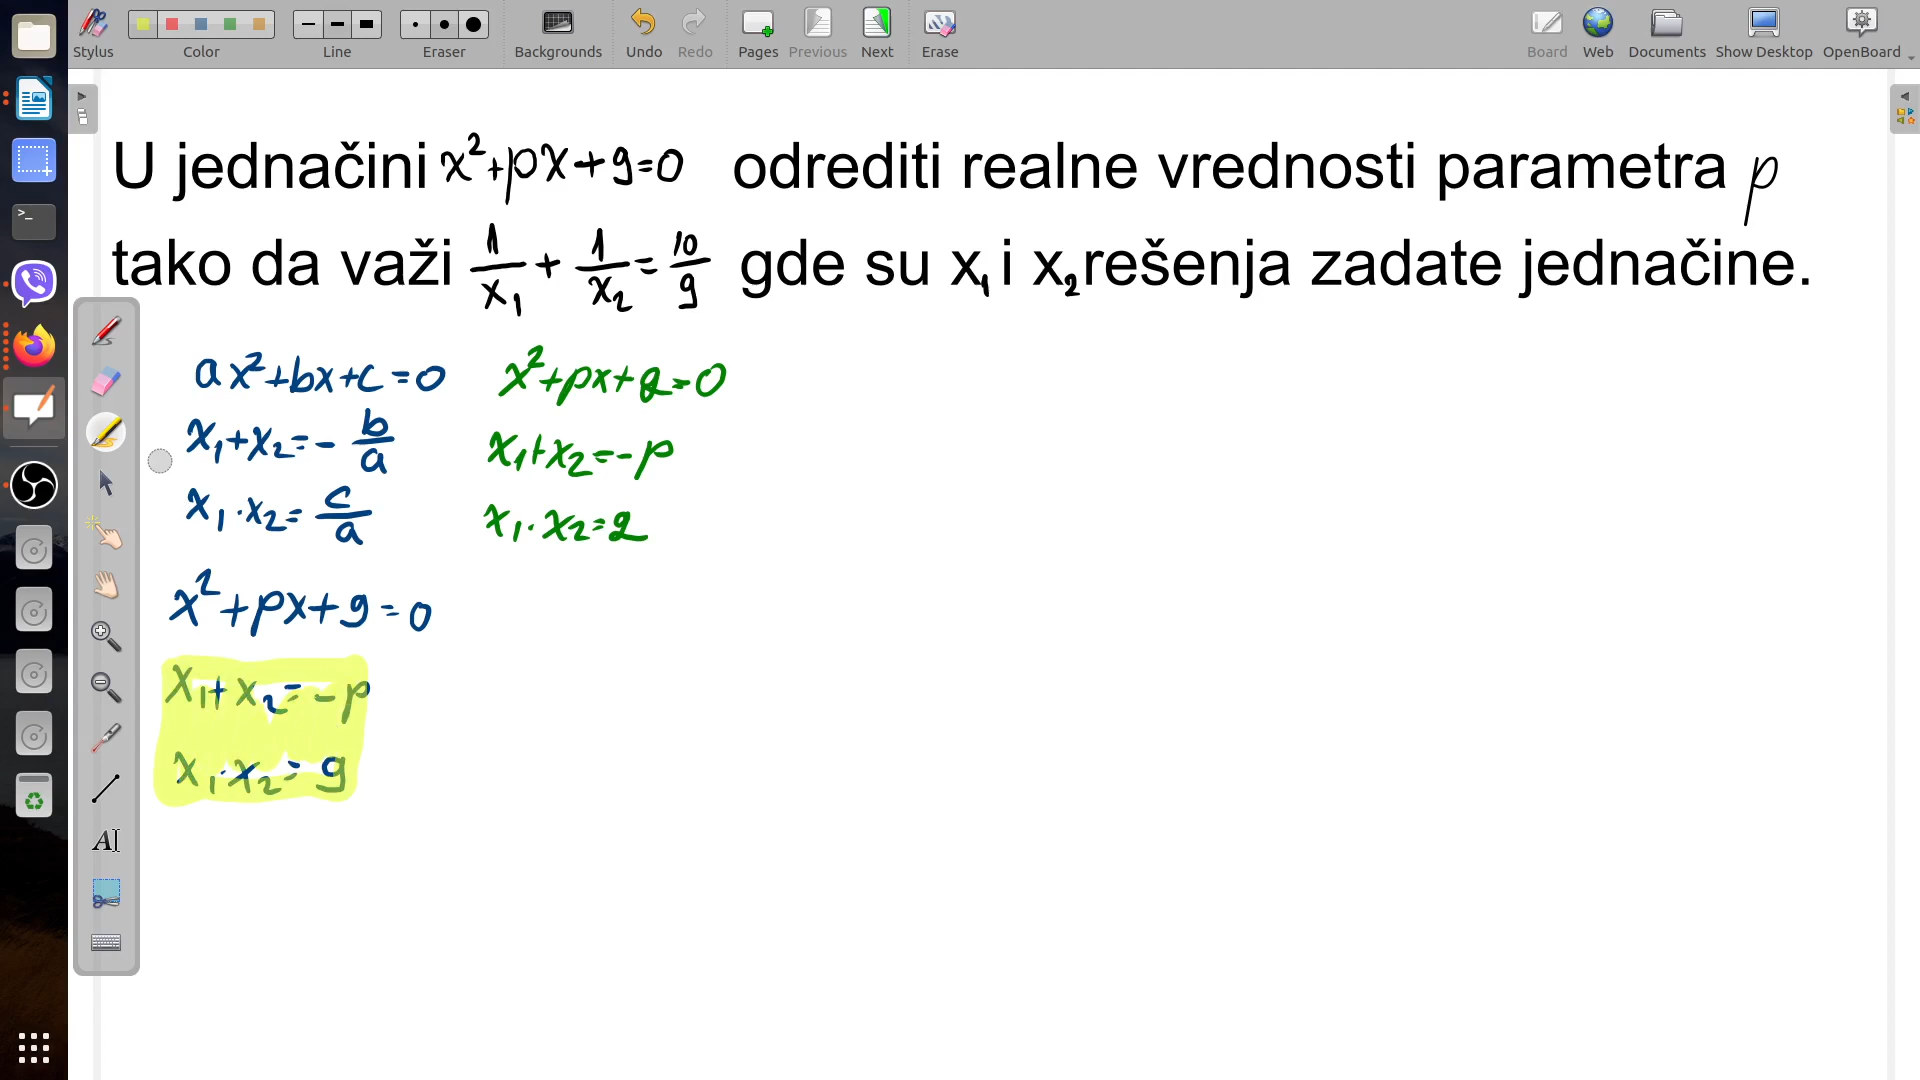 Stylus Color Line Eraser Backgrounds Undo Redo Pages Previous Next Erase Board Web Documents Show Desktop OpenBoard
U jednačini x²+px+9=0 odrediti realne vrednosti parametra p
tako da važi 1/x₁ + 1/x₂ = 10/9 gde su x₁ i x₂ rešenja zadate jednačine.
ax²+bx+c=0 x²+px+q=0
x₁+x₂=-b/a x₁+x₂=-p
x₁·x₂=c/a x₁·x₂=q
x²+px+9=0
x₁+x₂=-p
x₁·x₂=9